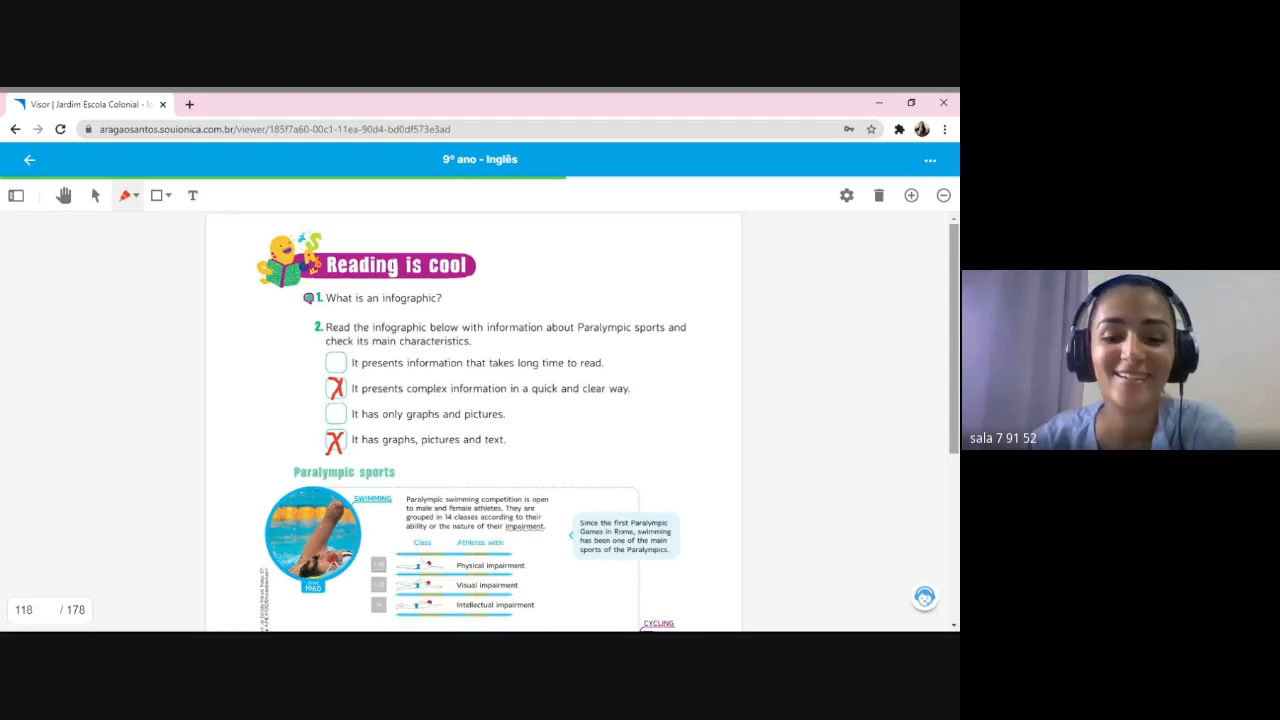 Visor | Jardim Escola Colonial - Io
aragaosantos.souionica.com.br/viewer/185f7a60-00c1-11ea-90d4-bd0df573e3ad
9º ano - Inglês
T
Reading is cool
1. What is an infographic?
2. Read the infographic below with information about Paralympic sports and
check its main characteristics.
It presents information that takes long time to read.
X It presents complex information in a quick and clear way.
It has only graphs and pictures.
X It has graphs, pictures and text.
Paralympic sports
SWIMMING
Paralympic swimming competition is open
to male and female athletes. They are
grouped in 14 classes according to their
ability or the nature of their impairment.
Class Athletes with:
Physical impairment
Visual impairment
Intellectual impairment
1960
Since the first Paralympic
Games in Rome, swimming
has been one of the main
sports of the Paralympics.
CYCLING
118 / 178
sala 7 91 52